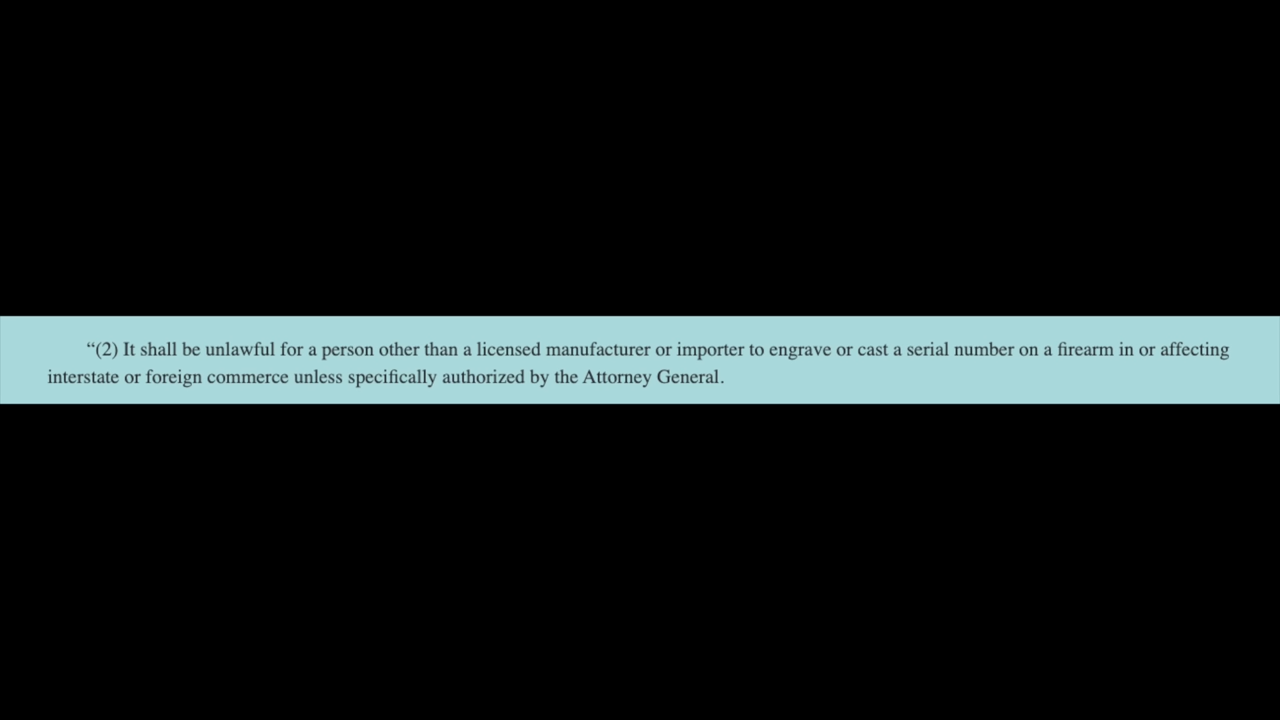 “(2) It shall be unlawful for a person other than a licensed manufacturer or importer to engrave or cast a serial number on a firearm in or affecting
interstate or foreign commerce unless specifically authorized by the Attorney General.